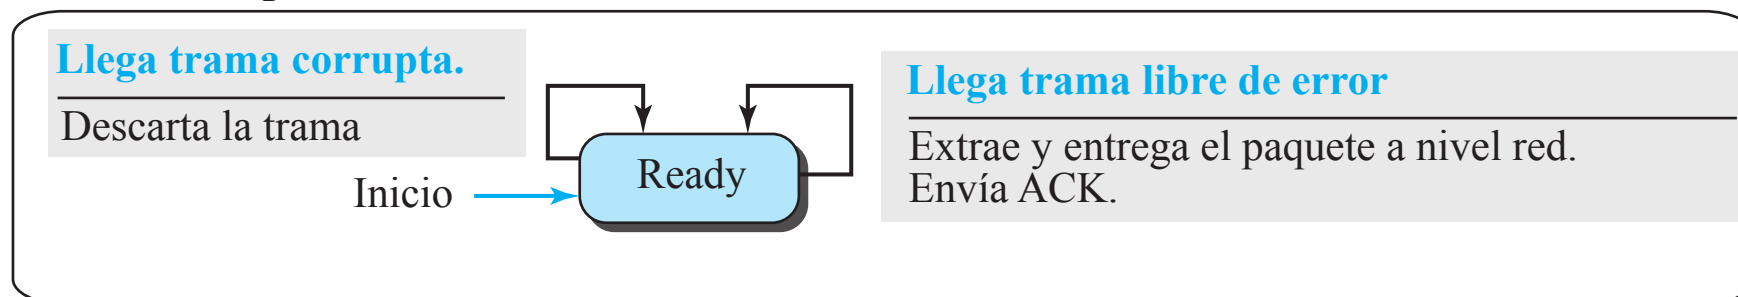 Llega trama corrupta.
Descarta la trama
Inicio
Ready
Llega trama libre de error
Extrae y entrega el paquete a nivel red.
Envía ACK.